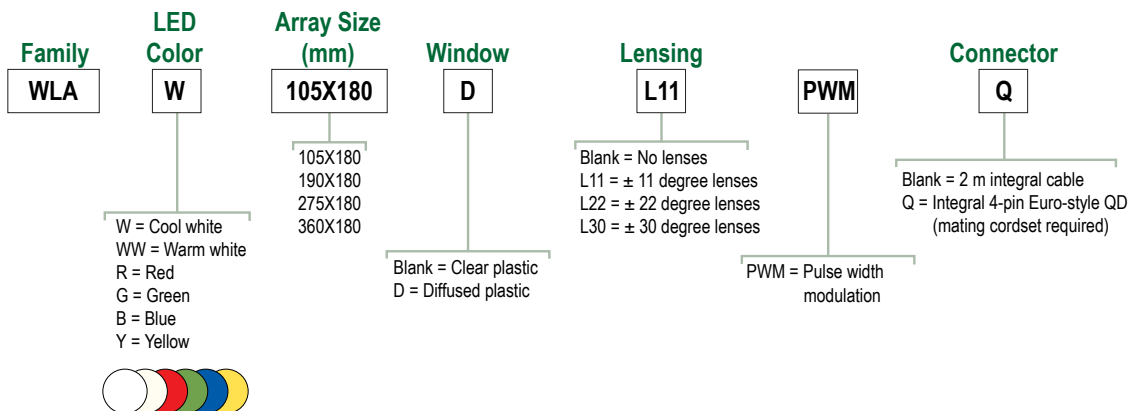 Family
LED
Color
Array Size
(mm)
Window
Lensing
Connector
WLA
W
105X180
D
L11
PWM
Q
W = Cool white
WW = Warm white
R = Red
G = Green
B = Blue
Y = Yellow
105X180
190X180
275X180
360X180
Blank = Clear plastic
D = Diffused plastic
Blank = No lenses
L11 = ± 11 degree lenses
L22 = ± 22 degree lenses
L30 = ± 30 degree lenses
PWM = Pulse width
modulation
Blank = 2 m integral cable
Q = Integral 4-pin Euro-style QD
(mating cordset required)